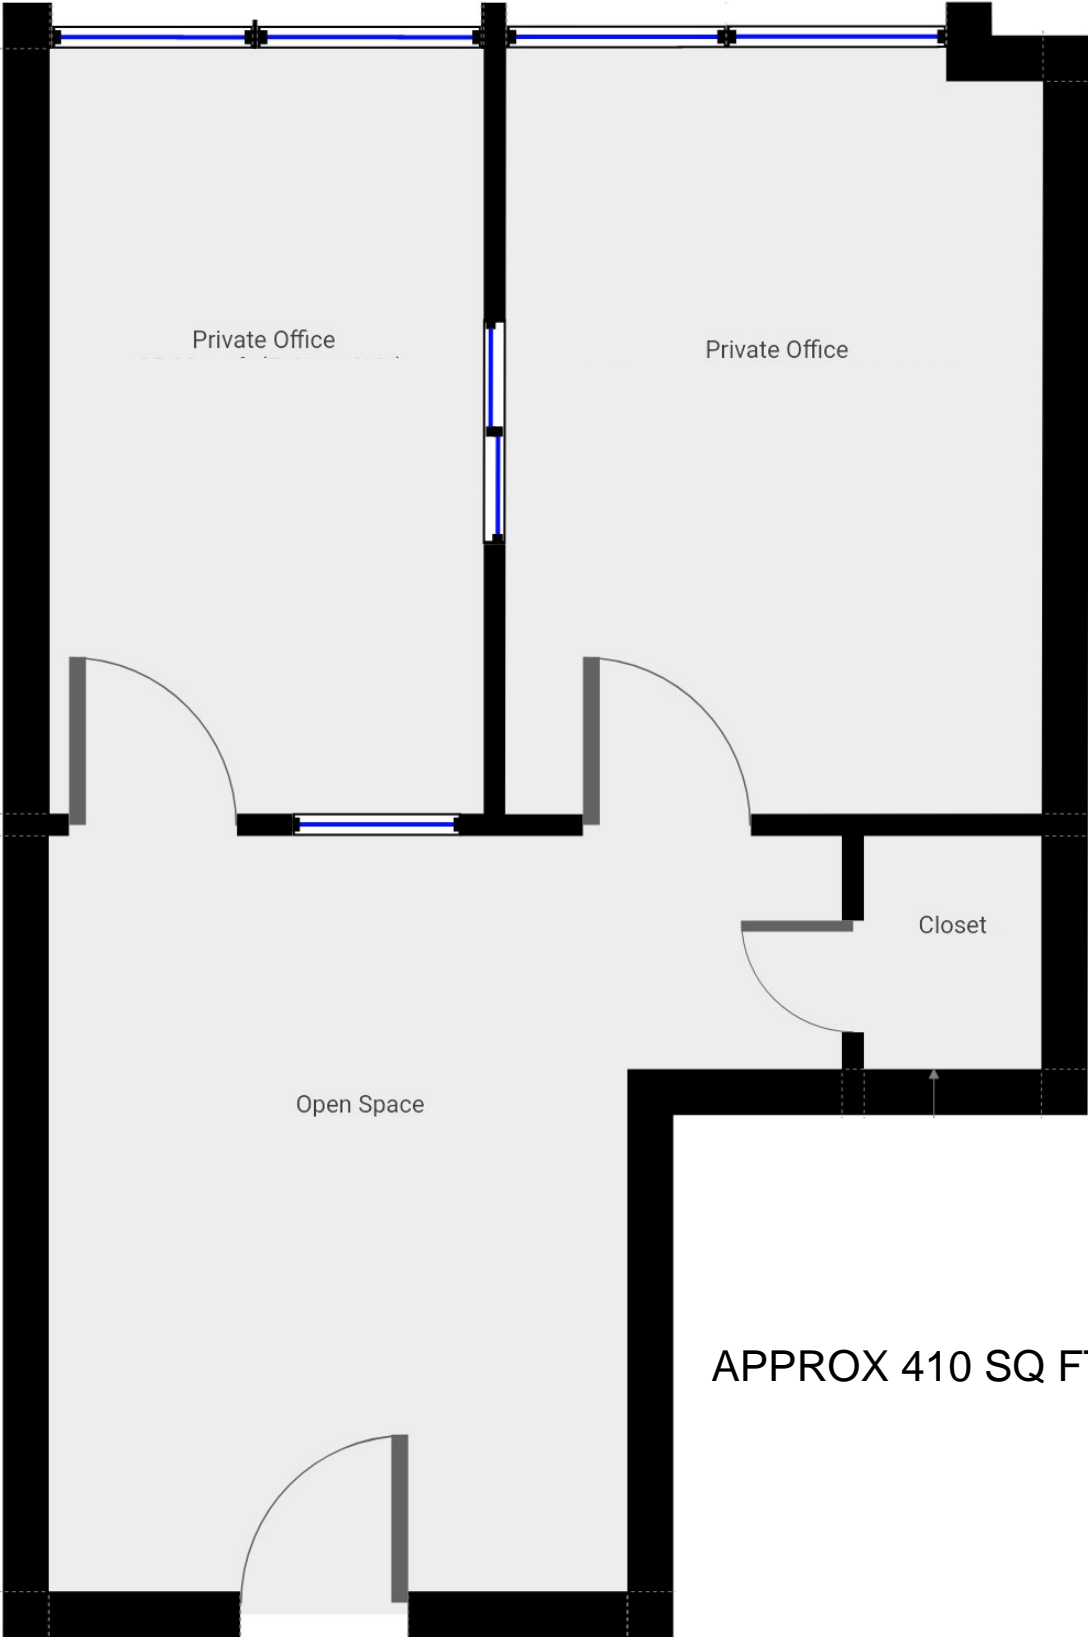 Private Office
Private Office
Closet
Open Space
APPROX 410 SQ F